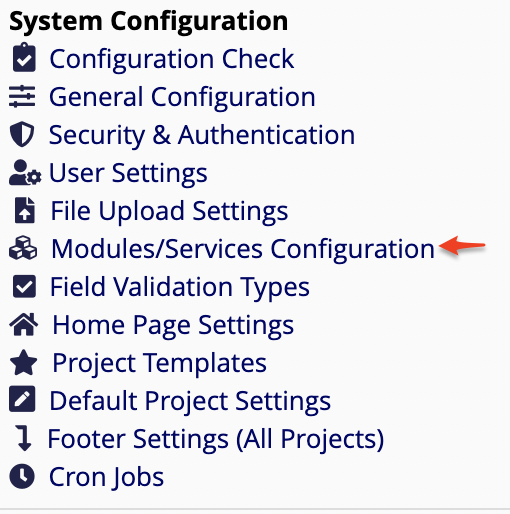 System Configuration
Configuration Check
General Configuration
Security & Authentication
User Settings
File Upload Settings
Modules/Services Configuration
Field Validation Types
Home Page Settings
Project Templates
Default Project Settings
Footer Settings (All Projects)
Cron Jobs